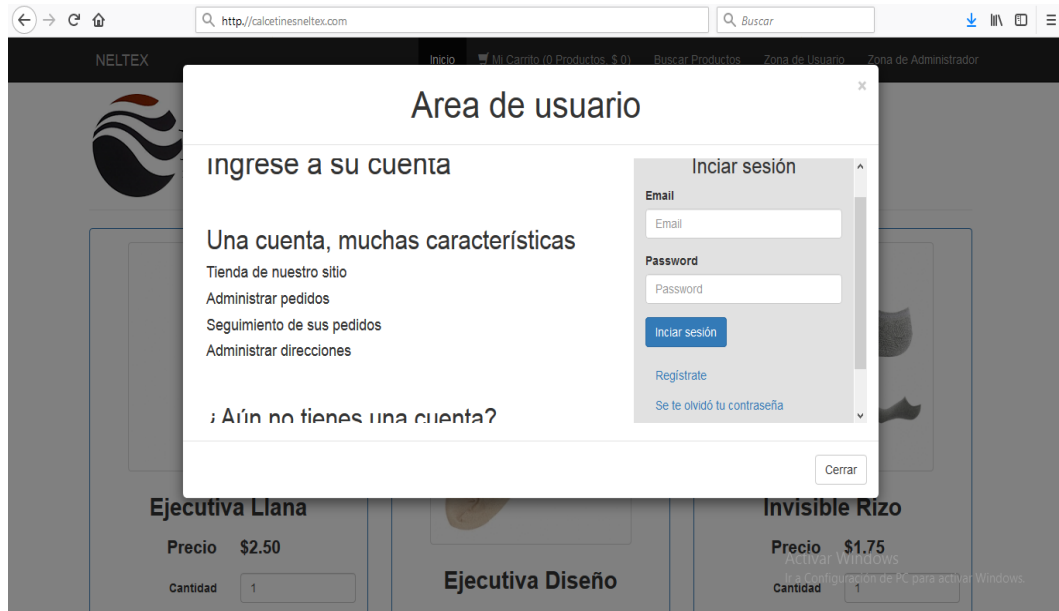 http://calcetinesneltex.com
Buscar
NELTEX
Inicio
Mi Carrito (0 Productos, $ 0)
Buscar Productos
Zona de Usuario
Zona de Administrador
×
Area de usuario
Ingrese a su cuenta
Una cuenta, muchas características
Tienda de nuestro sitio
Administrar pedidos
Seguimiento de sus pedidos
Administrar direcciones
¿Aún no tienes una cuenta?
Inciar sesión
Email
Email
Password
Password
Inciar sesión
Regístrate
Se te olvidó tu contraseña
Cerrar
Ejecutiva Llana
Precio $2.50
Cantidad 1
Ejecutiva Diseño
Invisible Rizo
Precio $1.75
Cantidad 1
Activar Windows
Ir a Configuración de PC para activar Windows.